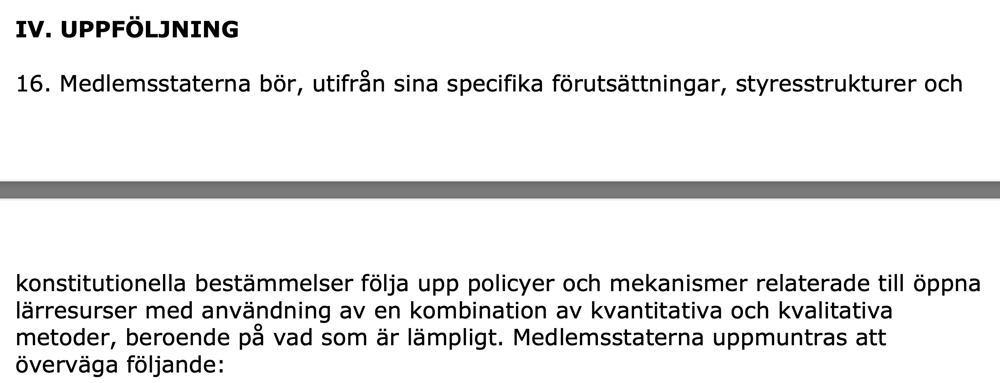 IV. UPPFÖLJNING
16. Medlemsstaterna bör, utifrån sina specifika förutsättningar, styresstrukturer och
konstitutionella bestämmelser följa upp policyer och mekanismer relaterade till öppna
lärresurser med användning av en kombination av kvantitativa och kvalitativa
metoder, beroende på vad som är lämpligt. Medlemsstaterna uppmuntras att
överväga följande: